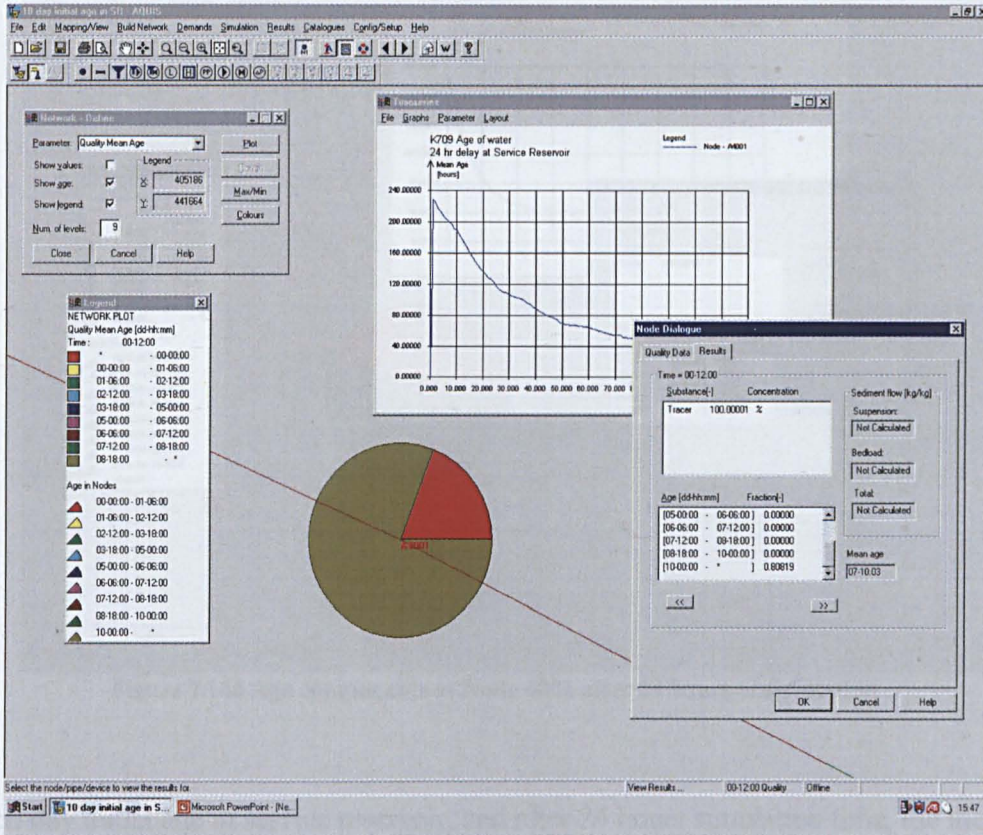 10 day initial age in SR - AQUIS
File Edit Mapping/View Build Network Demands Simulation Results Catalogues Config/Setup Help
Network - Define
Parameter: Quality Mean Age
Plot
Show values:
Legend
Show age:
X: 405186
Max/Min
Show legend:
Y: 441664
Colours
Num. of levels: 9
Close Cancel Help
Timeseries
File Graphs Parameter Layout
K709 Age of water
24 hr delay at Service Reservoir
Legend
Node - A9001
Mean Age
[hours]
240.00000
200.00000
160.00000
120.00000
80.00000
40.00000
0.00000
0.000 10.000 20.000 30.000 40.000 50.000 60.000 70.000
Legend
NETWORK PLOT
Quality Mean Age [dd-hh:mm]
Time : 00-12:00
* - 00-00:00
00-00:00 - 01-06:00
01-06:00 - 02-12:00
02-12:00 - 03-18:00
03-18:00 - 05-00:00
05-00:00 - 06-06:00
06-06:00 - 07-12:00
07-12:00 - 08-18:00
08-18:00 - *
Age in Nodes
00-00:00 - 01-06:00
01-06:00 - 02-12:00
02-12:00 - 03-18:00
03-18:00 - 05-00:00
05-00:00 - 06-06:00
06-06:00 - 07-12:00
07-12:00 - 08-18:00
08-18:00 - 10-00:00
10-00:00 - *
A9001
Node Dialogue
Quality Data Results
Time = 00-12:00
Substance[-] Concentration
Tracer 100.00001 %
Sediment flow [kg/kg]
Suspension:
Not Calculated
Bedload:
Not Calculated
Total:
Not Calculated
Age [dd-hh:mm] Fraction[-]
[05-00:00 - 06-06:00 ] 0.00000
[06-06:00 - 07-12:00 ] 0.00000
[07-12:00 - 08-18:00 ] 0.00000
[08-18:00 - 10-00:00 ] 0.00000
[10-00:00 - * ] 0.80819
Mean age
07-10:03
<< >>
OK Cancel Help
Select the node/pipe/device to view the results for.
View Results ... 00-12:00 Quality Offline
Start 10 day initial age in S... Microsoft PowerPoint - [Ne... 15:47